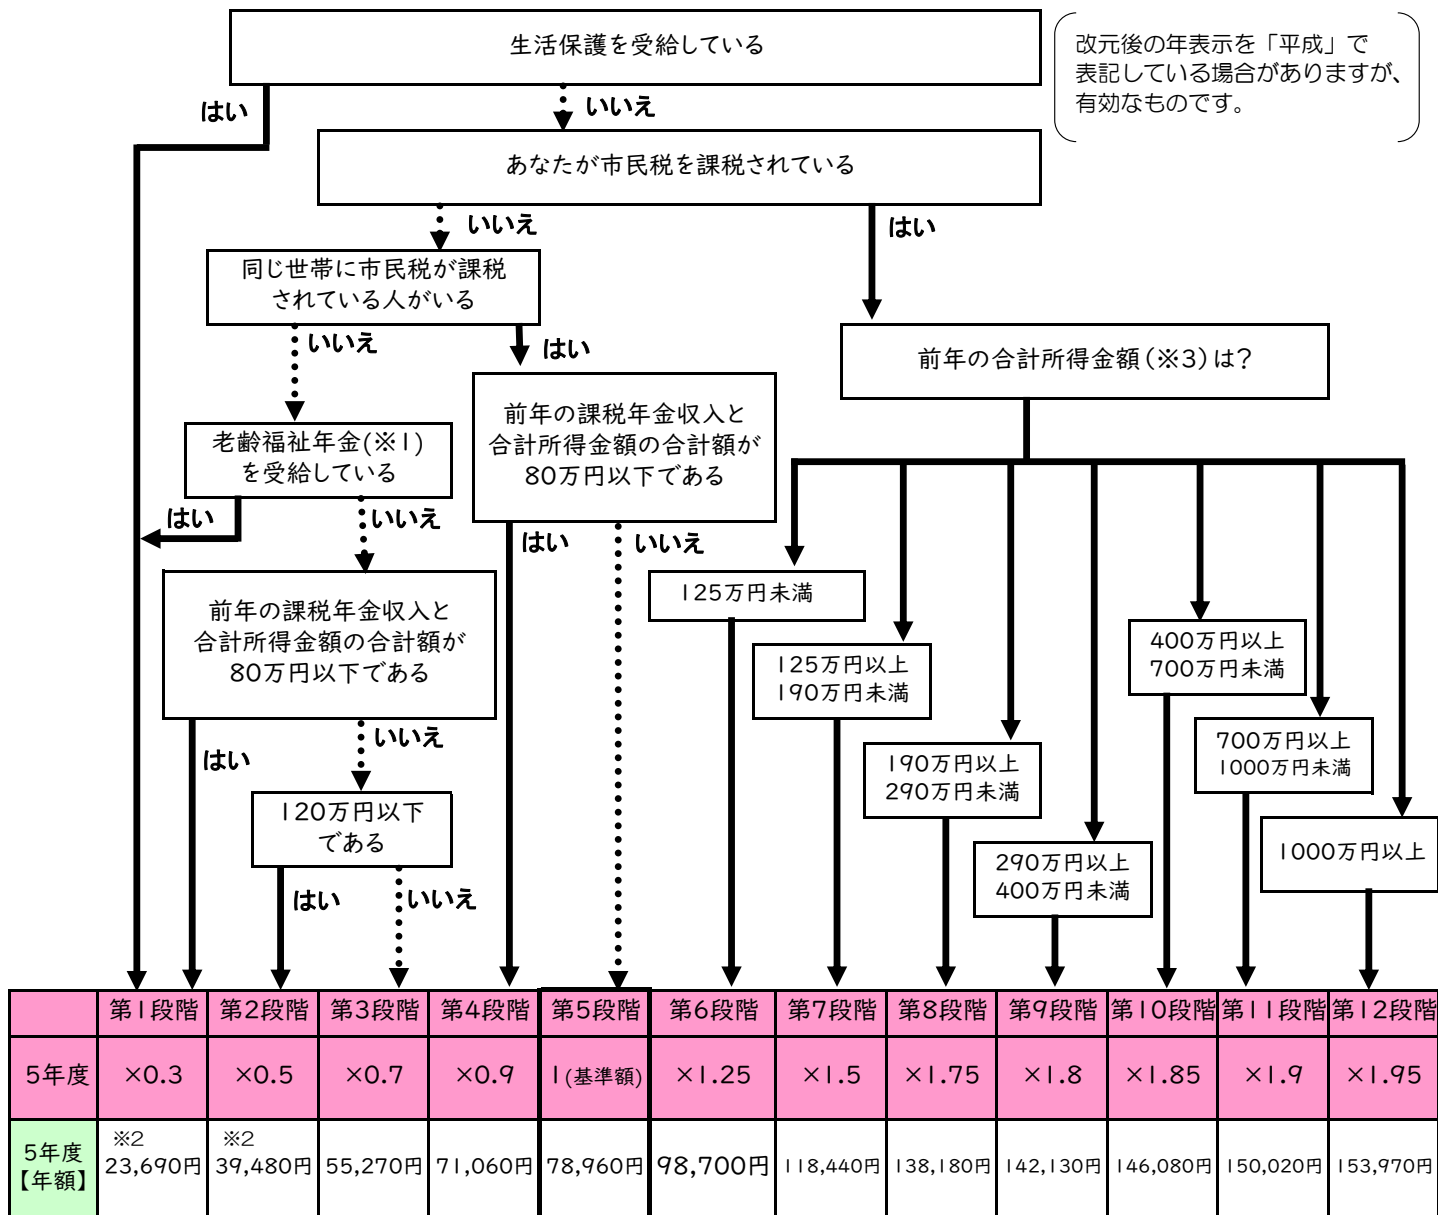 生活保護を受給している
改元後の年表示を「平成」で
表記している場合がありますが、
有効なものです。
はい
いいえ
あなたが市民税を課税されている
いいえ
はい
同じ世帯に市民税が課税
されている人がいる
いいえ
はい
前年の合計所得金額(※3)は?
前年の課税年金収入と
合計所得金額の合計額が
80万円以下である
老齢福祉年金(※1)
を受給している
はい
いいえ
はい
いいえ
前年の課税年金収入と
合計所得金額の合計額が
80万円以下である
125万円未満
125万円以上
190万円未満
400万円以上
700万円未満
はい
いいえ
190万円以上
290万円未満
700万円以上
1000万円未満
120万円以下
である
290万円以上
400万円未満
1000万円以上
はい
いいえ
第1段階 第2段階 第3段階 第4段階 第5段階 第6段階 第7段階 第8段階 第9段階 第10段階 第11段階 第12段階
5年度 ×0.3 ×0.5 ×0.7 ×0.9 1(基準額) ×1.25 ×1.5 ×1.75 ×1.8 ×1.85 ×1.9 ×1.95
※2 ※2
5年度
【年額】 23,690円 39,480円 55,270円 71,060円 78,960円 98,700円 118,440円 138,180円 142,130円 146,080円 150,020円 153,970円